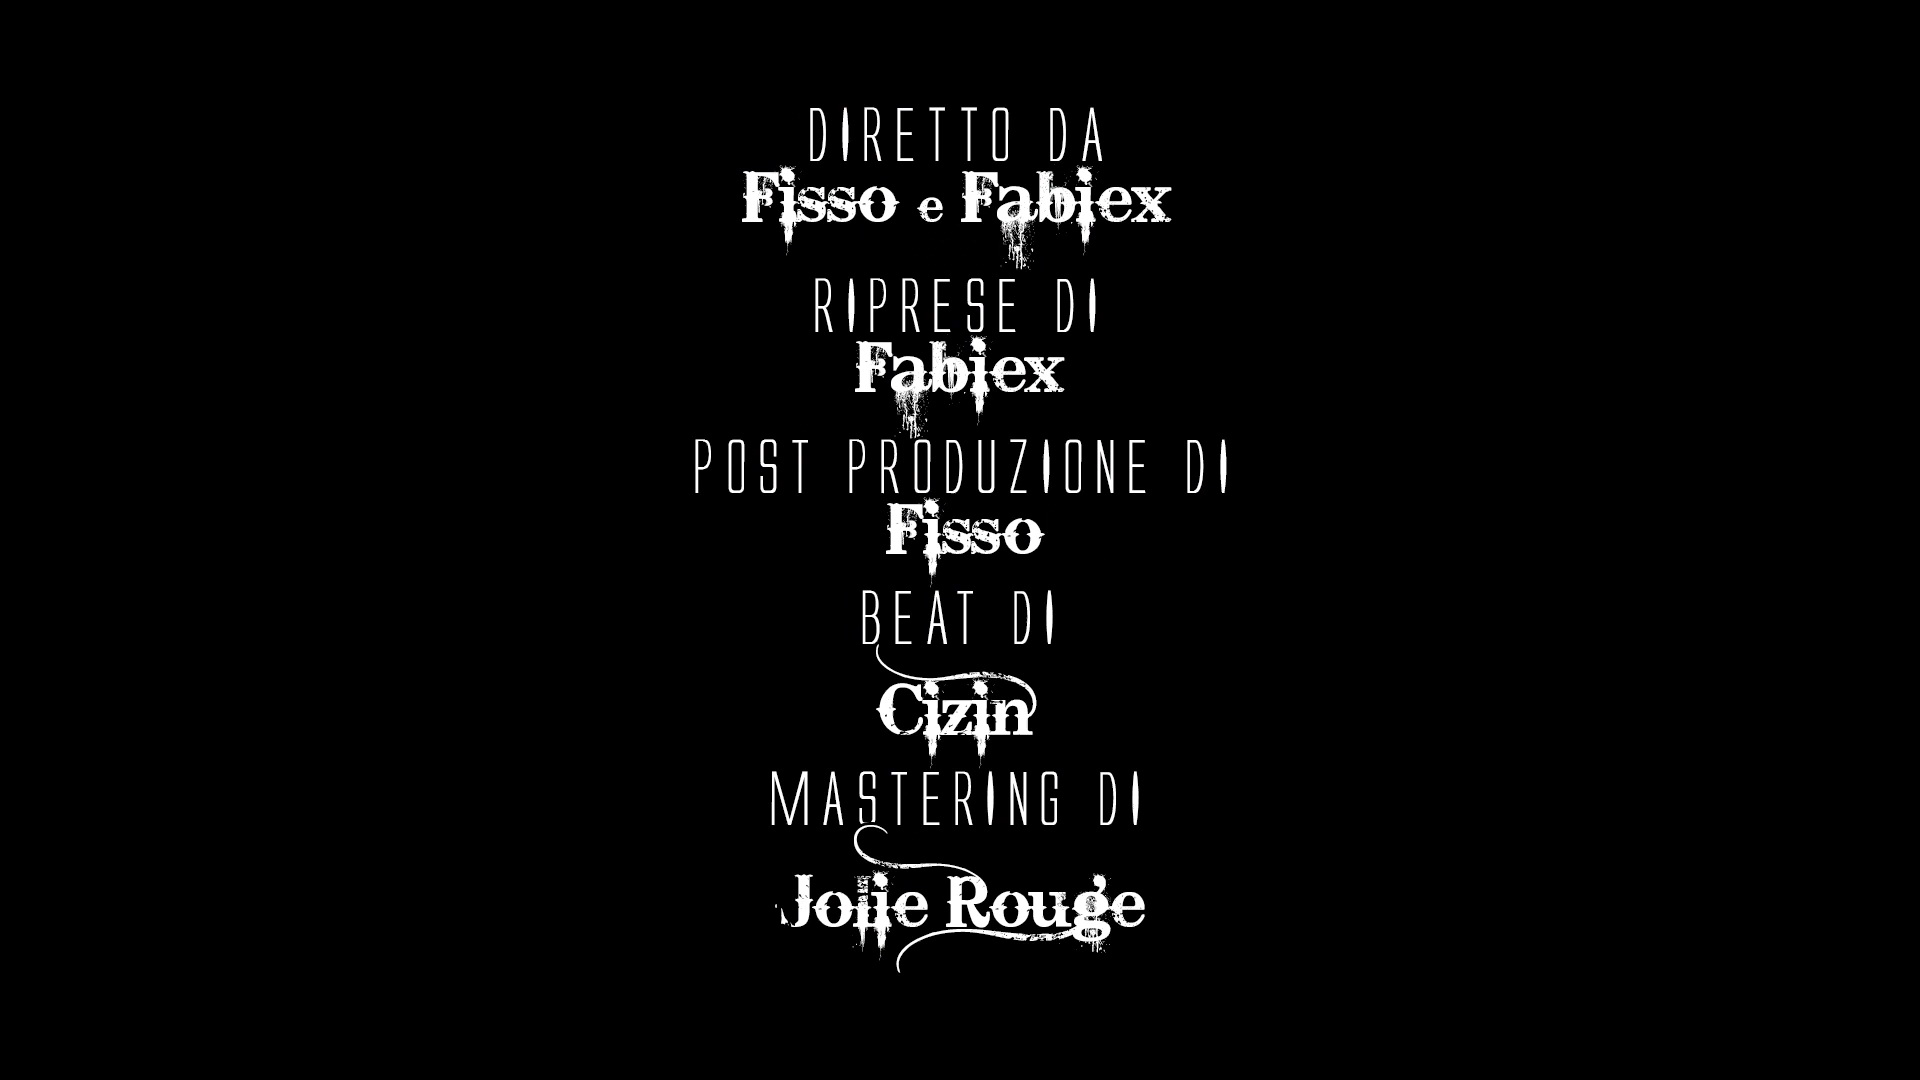 DIRETTO DA
Fisso e Fabiex
RIPRESE DI
Fabiex
POST PRODUZIONE DI
Fisso
BEAT DI
Cizin
MASTERING DI
Jolie Rouge